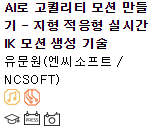 AI로 고퀄리티 모션 만들
기 - 지형 적응형 실시간
IK 모션 생성 기술
유문원(엔씨소프트 /
NCSOFT)